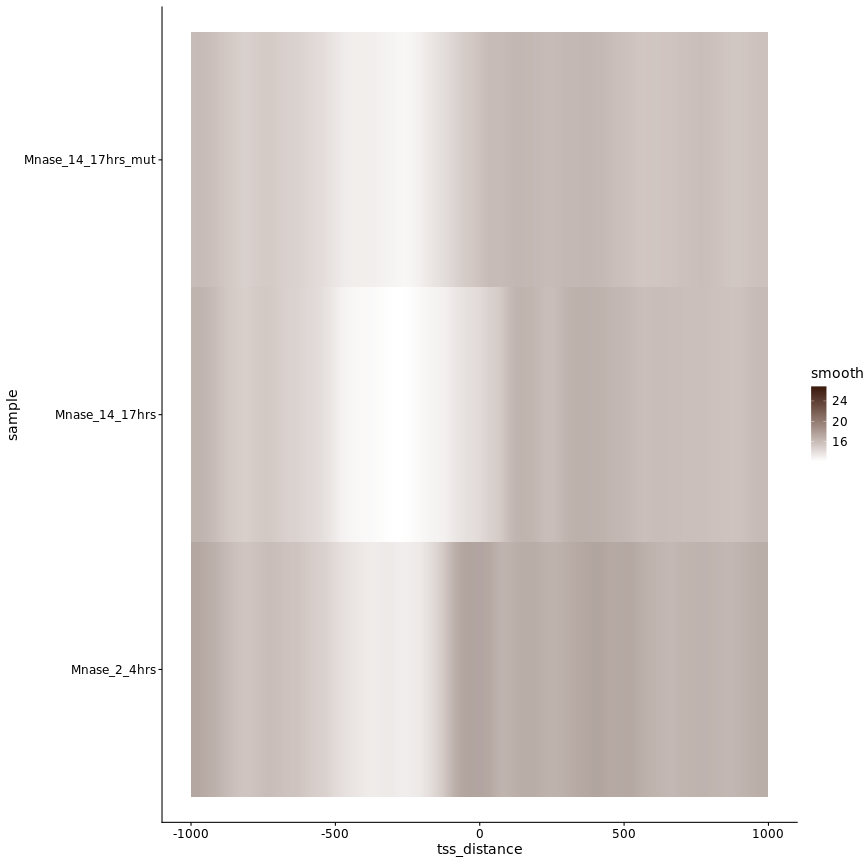 Mnase_14_17hrs_mut
Mnase_14_17hrs
Mnase_2_4hrs
sample
-1000
-500
0
500
1000
tss_distance
smooth
24
20
16